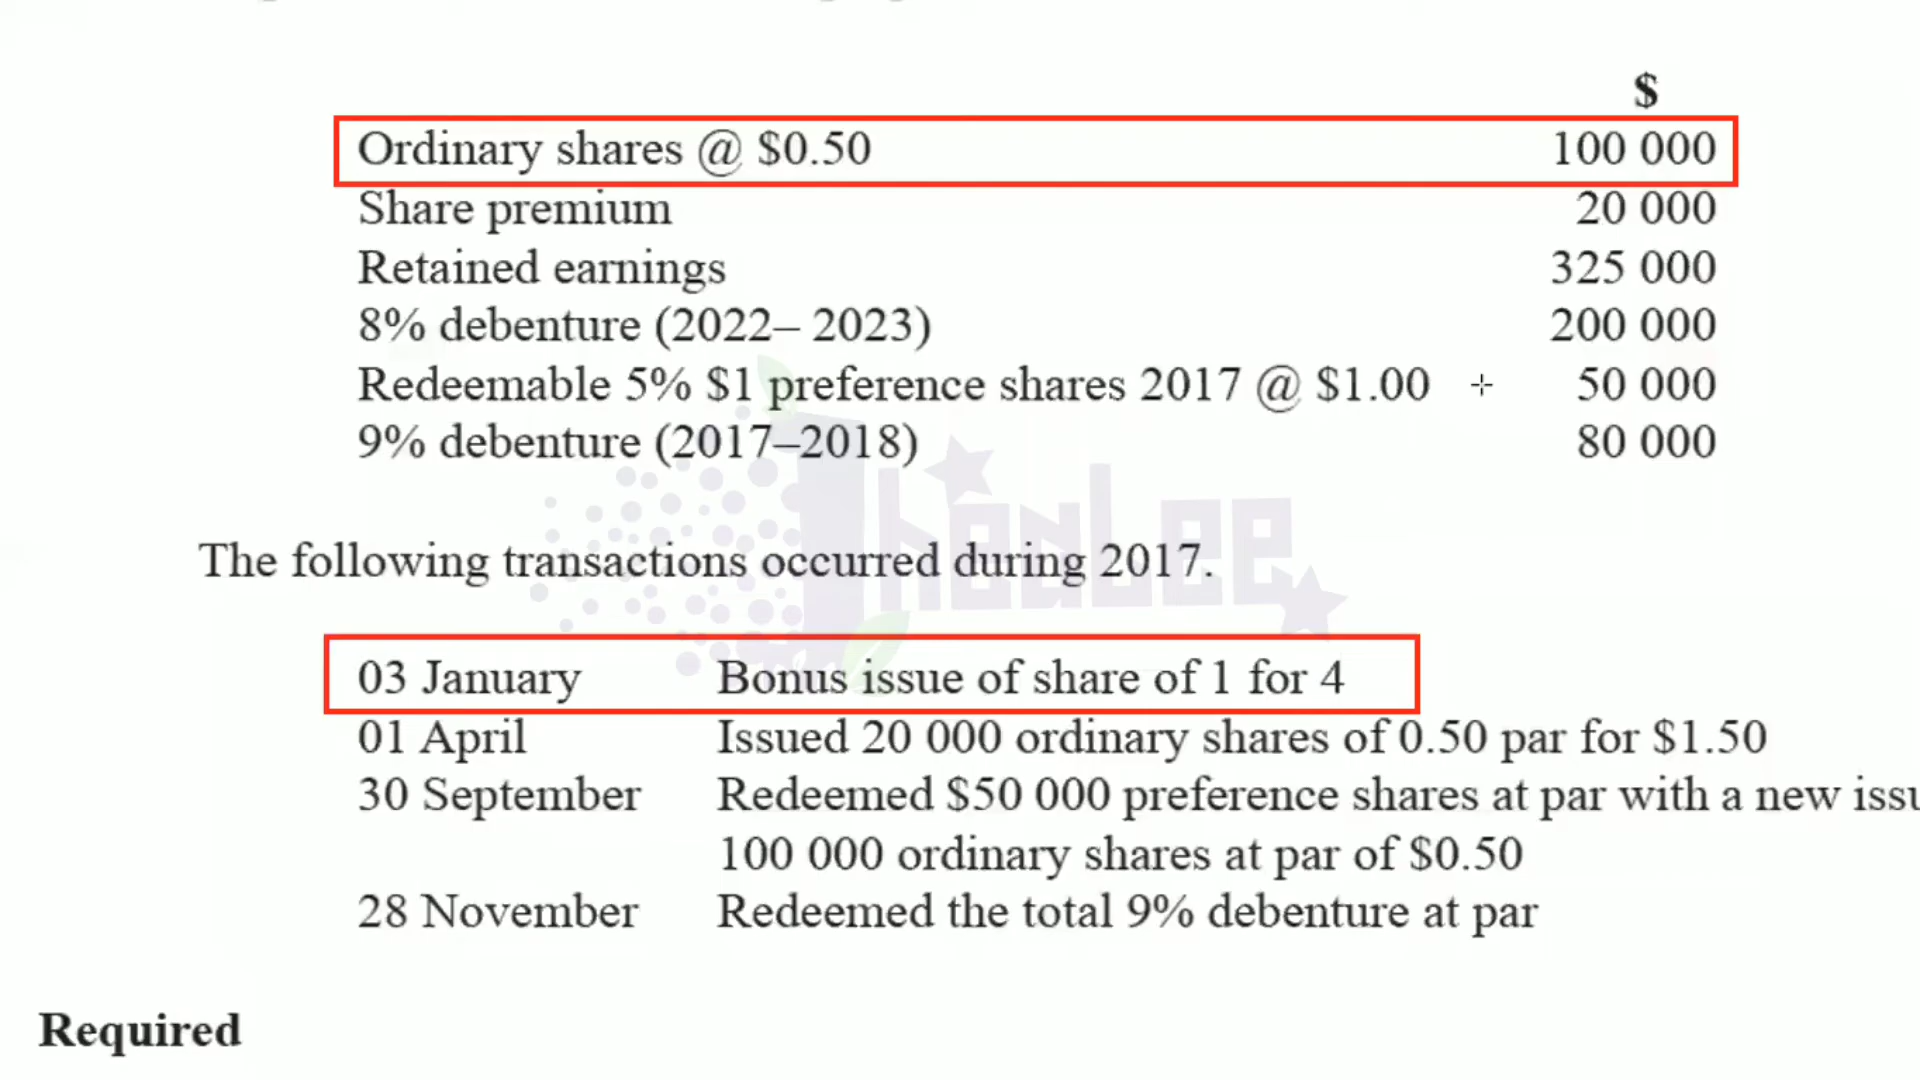 $
Ordinary shares @ $0.50 100 000
Share premium 20 000
Retained earnings 325 000
8% debenture (2022– 2023) 200 000
Redeemable 5% $1 preference shares 2017 @ $1.00 50 000
9% debenture (2017–2018) 80 000
ThedLee
The following transactions occurred during 2017.
03 January Bonus issue of share of 1 for 4
01 April Issued 20 000 ordinary shares of 0.50 par for $1.50
30 September Redeemed $50 000 preference shares at par with a new issu
100 000 ordinary shares at par of $0.50
28 November Redeemed the total 9% debenture at par
Required